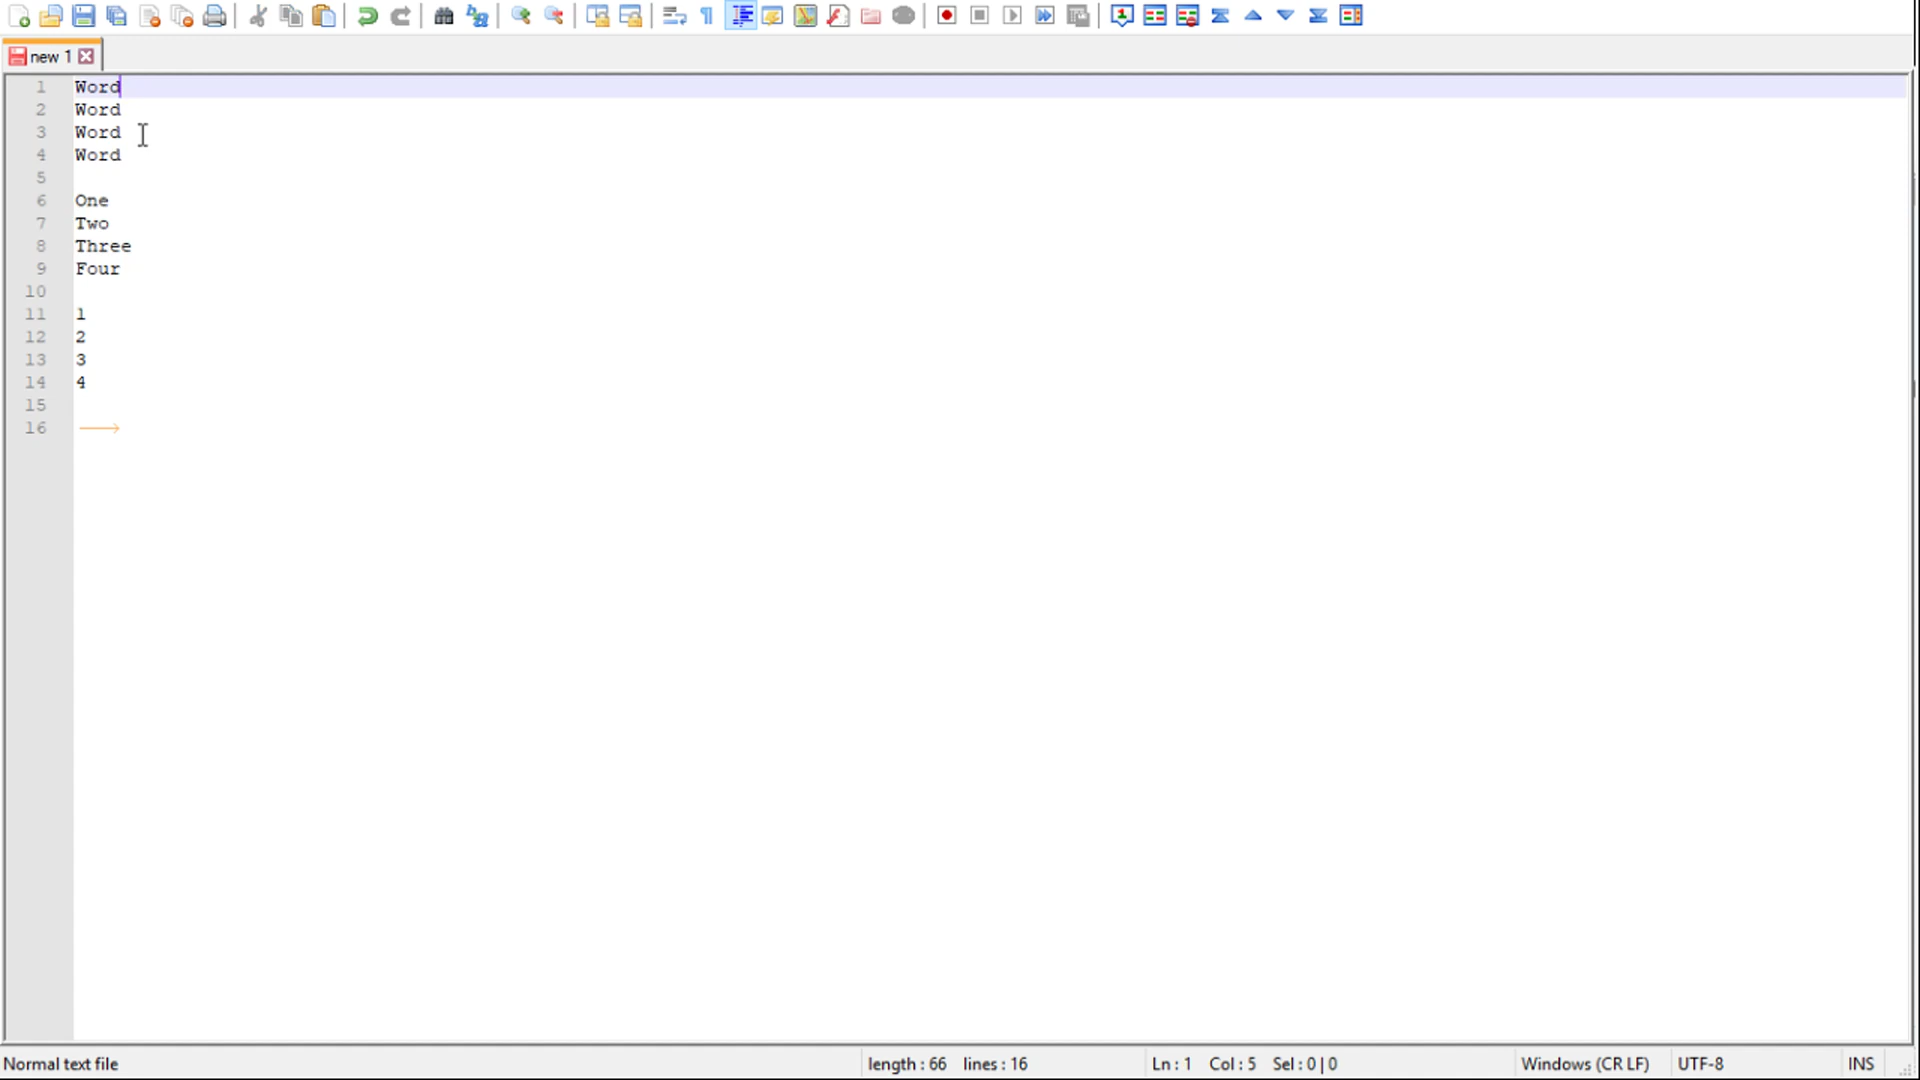 new 1
1 Word
2 Word
3 Word
4 Word
5
6 One
7 Two
8 Three
9 Four
10
11 1
12 2
13 3
14 4
15
16
Normal text file length : 66 lines : 16 Ln : 1 Col : 5 Sel : 0 | 0 Windows (CR LF) UTF-8 INS